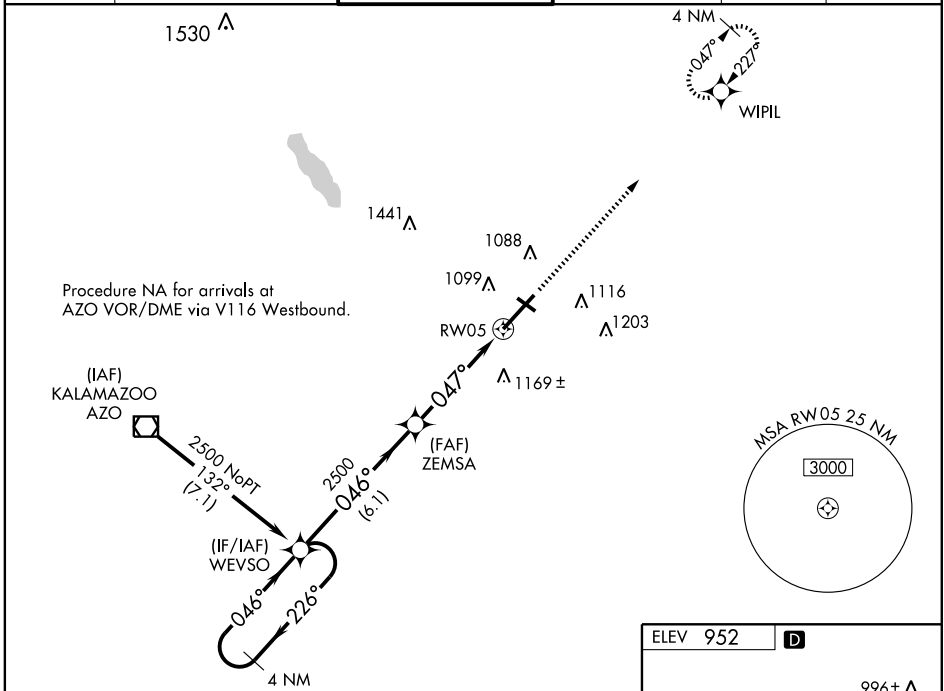 1530
4 NM
047°
227°
WIPIL
1441
1088
1099
1116
1203
RW05
1169 ±
Procedure NA for arrivals at
AZO VOR/DME via V116 Westbound.
(IAF)
KALAMAZOO
AZO
2500 NoPT
132°
(7.1)
047°
(FAF)
ZEMSA
2500
046°
(6.1)
(IF/IAF)
WEVSO
046°
226°
4 NM
MSA RW05 25 NM
3000
ELEV 952 D
996±